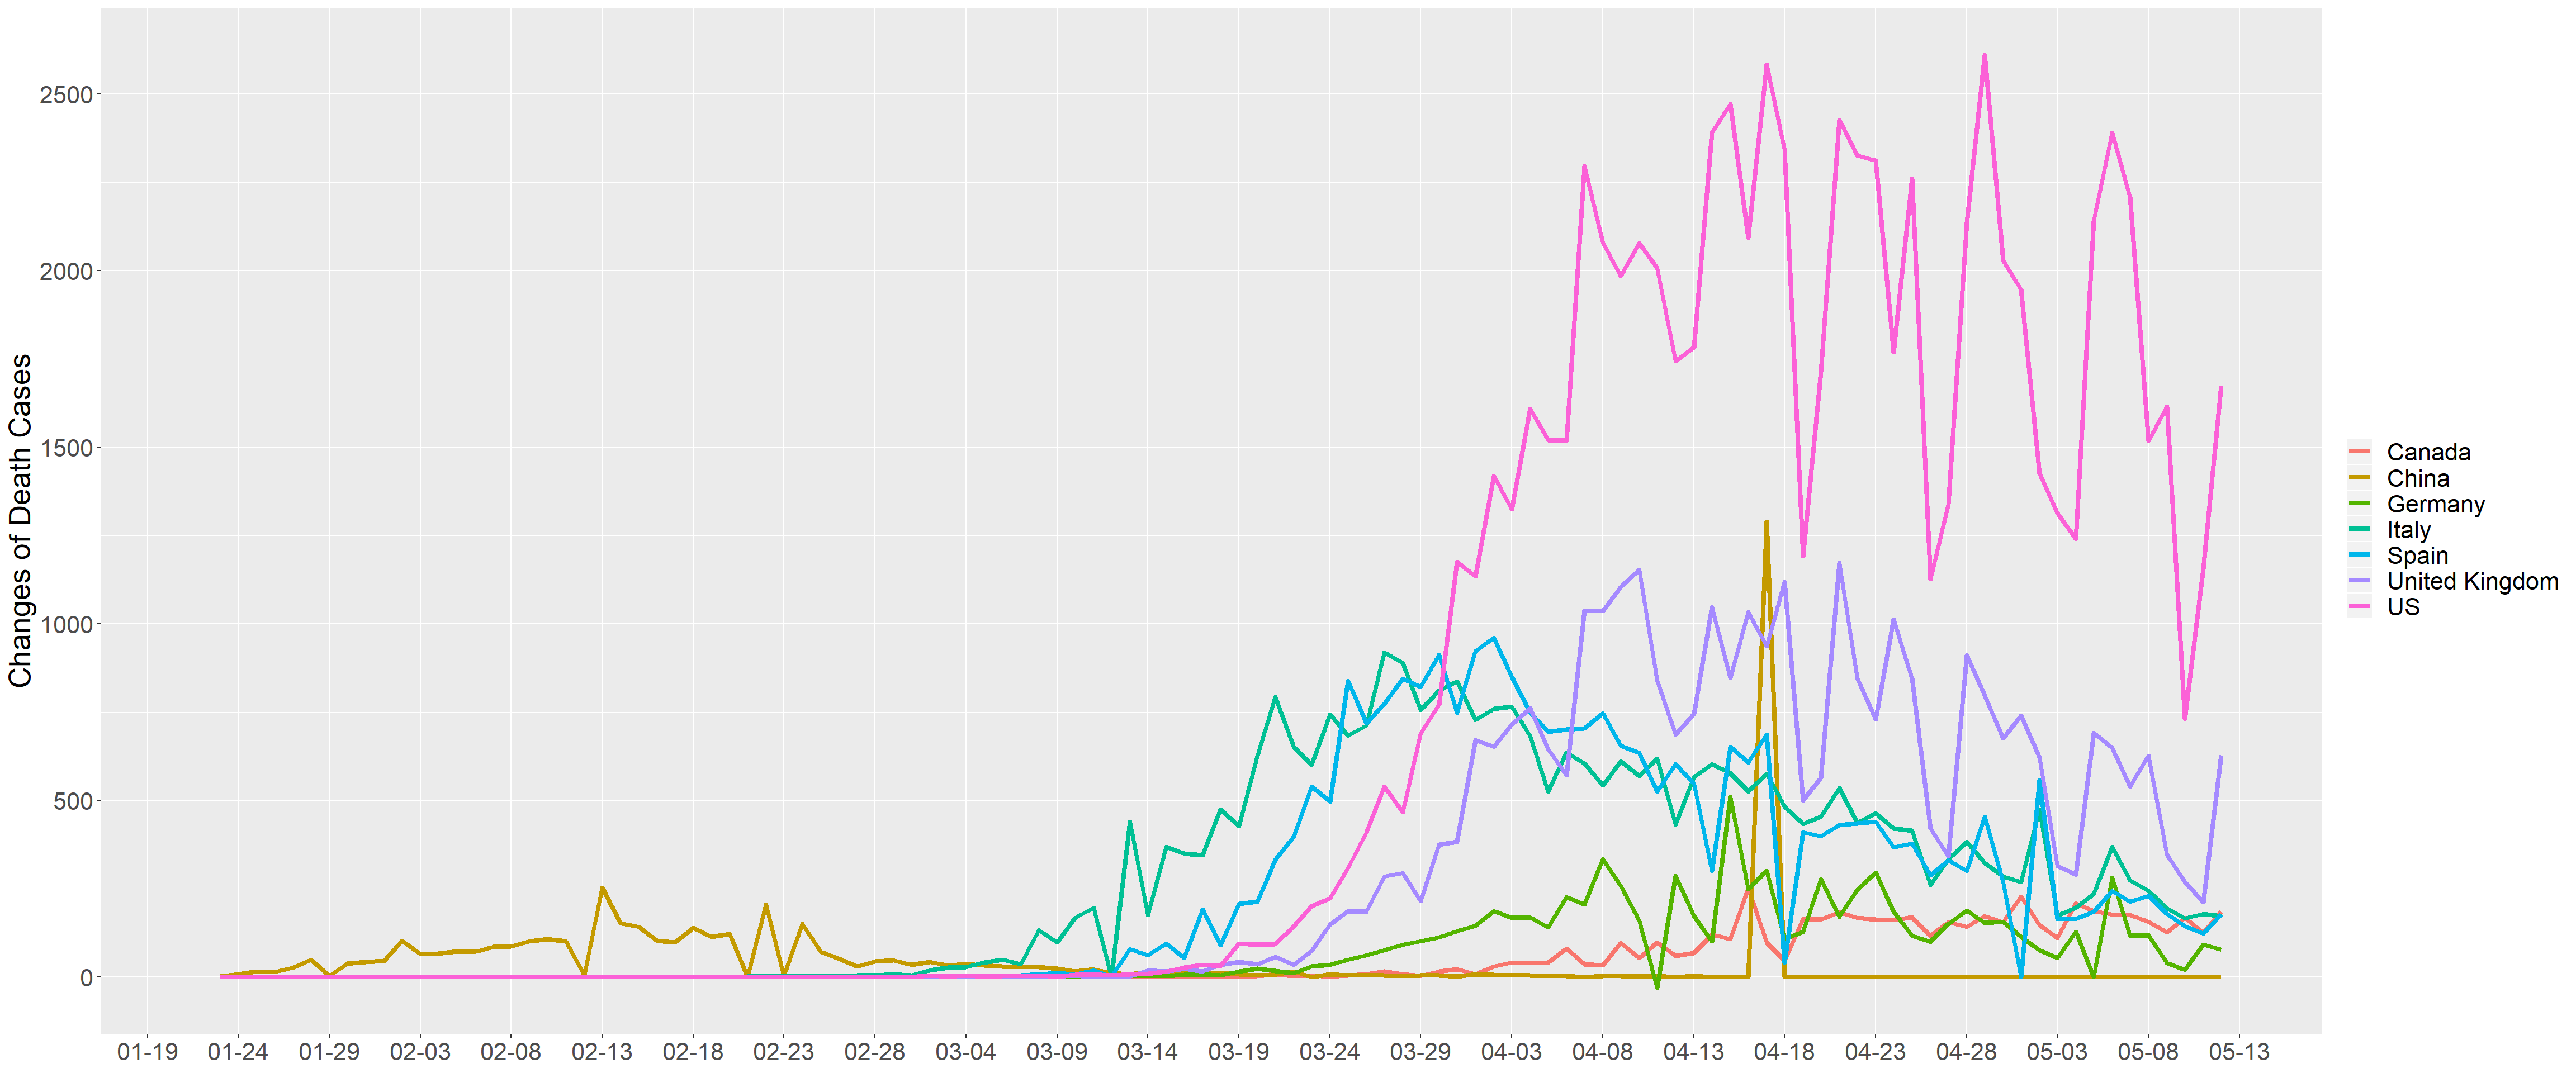 Changes of Death Cases
2500
2000
1500
1000
500
0
01-19 01-24 01-29 02-03 02-08 02-13 02-18 02-23 02-28 03-04 03-09 03-14 03-19 03-24 03-29 04-03 04-08 04-13 04-18 04-23 04-28 05-03 05-08 05-13
Canada
China
Germany
Italy
Spain
United Kingdom
US